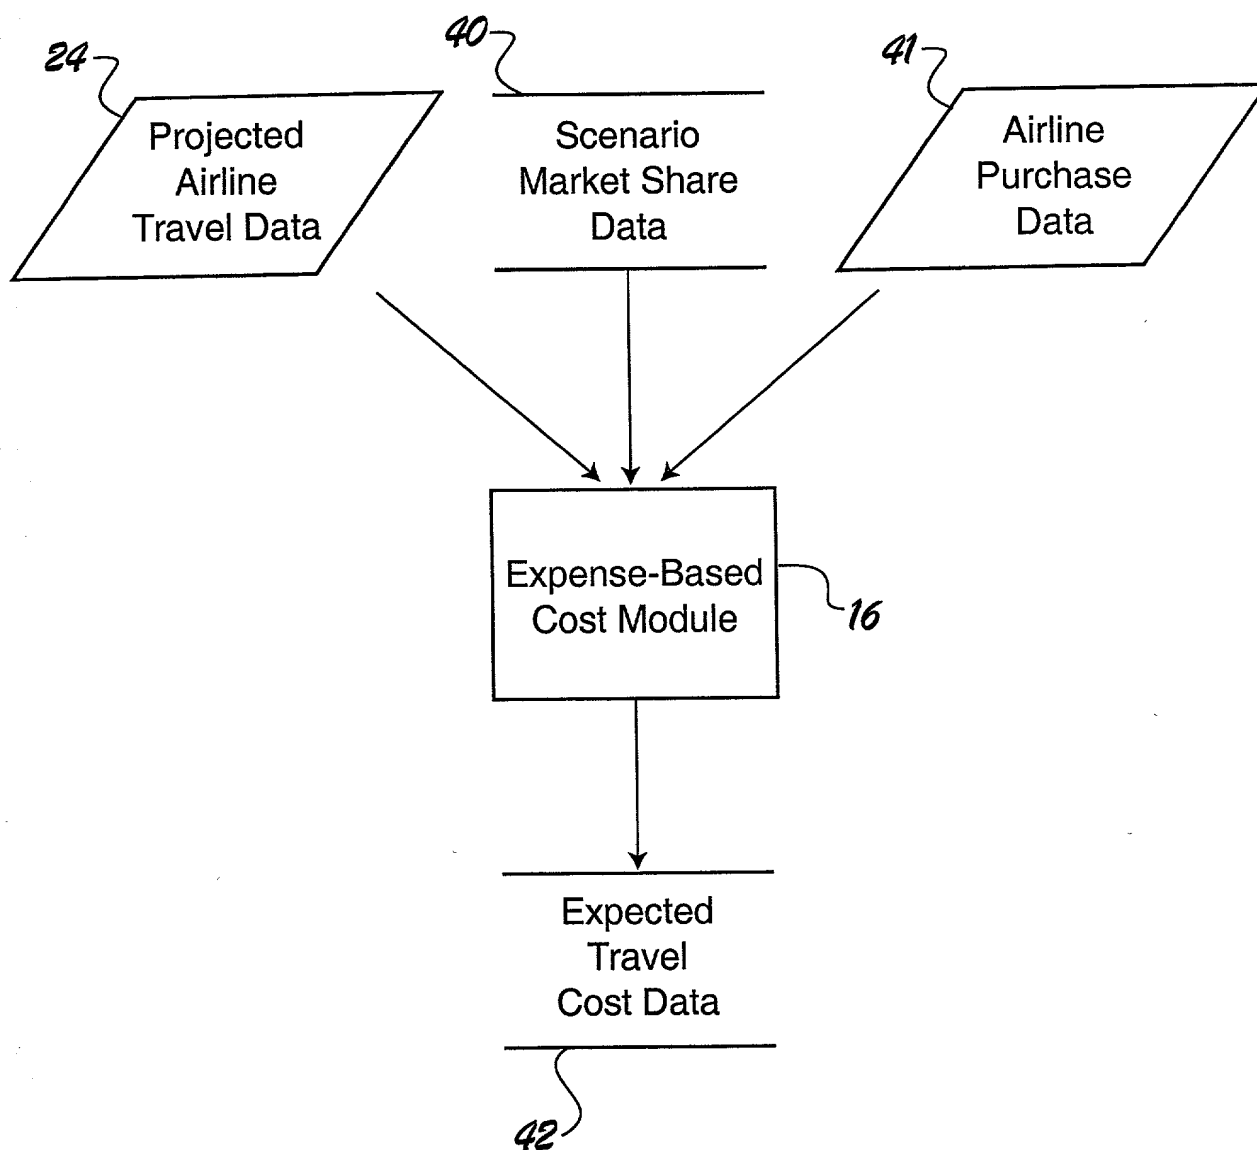 24
Projected
Airline
Travel Data
40
Scenario
Market Share
Data
41
Airline
Purchase
Data
Expense-Based
Cost Module
16
Expected
Travel
Cost Data
42